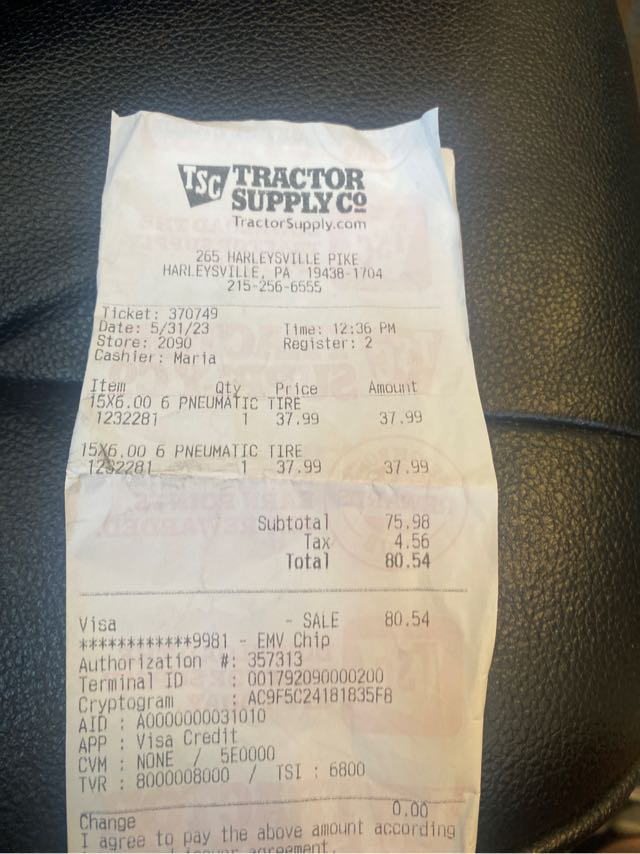 TSC TRACTOR
SUPPLY CO
TractorSupply.com
265 HARLEYSVILLE PIKE
HARLEYSVILLE, PA 19438-1704
215-256-6555
Ticket: 370749
Date: 5/31/23 Time: 12:36 PM
Store: 2090 Register: 2
Cashier: Maria
Item Qty Price Amount
15X6.00 6 PNEUMATIC TIRE
1232281 1 37.99 37.99
15X6.00 6 PNEUMATIC TIRE
1232281 1 37.99 37.99
Subtotal 75.98
Tax 4.56
Total 80.54
Visa - SALE 80.54
************9981 - EMV Chip
Authorization #: 357313
Terminal ID : 001792090000200
Cryptogram : AC9F5C24181835F8
AID : A0000000031010
APP : Visa Credit
CVM : NONE / 5E0000
TVR : 8000008000 / TSI : 6800
Change 0.00
I agree to pay the above amount according
agreement.